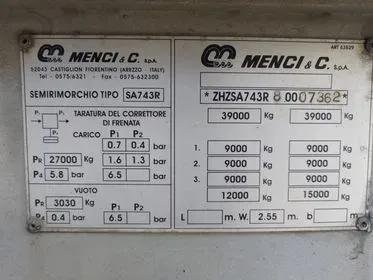 MENCI & C. S.p.A.
52043 CASTIGLION FIORENTINO (AREZZO - ITALY)
Tel - 0575/6321 - Fax - 0575-632300
SEMIRIMORCHIO TIPO SA743R
TARATURA DEL CORRETTORE
DI FRENATA
CARICO P1 P2
0.7 0.4 bar
PR 27000 Kg 1.6 1.3 bar
P4 5.8 bar 6.5 bar
VUOTO
PR 3030 Kg P1 P2
P4 0.4 bar 6.5 bar
ART 63529
MENCI & C. S.p.A.
*ZHZSA743R 8 0007362*
39000 Kg 39000 Kg
1. 9000 Kg 9000 Kg
2. 9000 Kg 9000 Kg
3. 9000 Kg 9000 Kg
12000 Kg 15000 Kg
L m. W. 2.55 m. b m